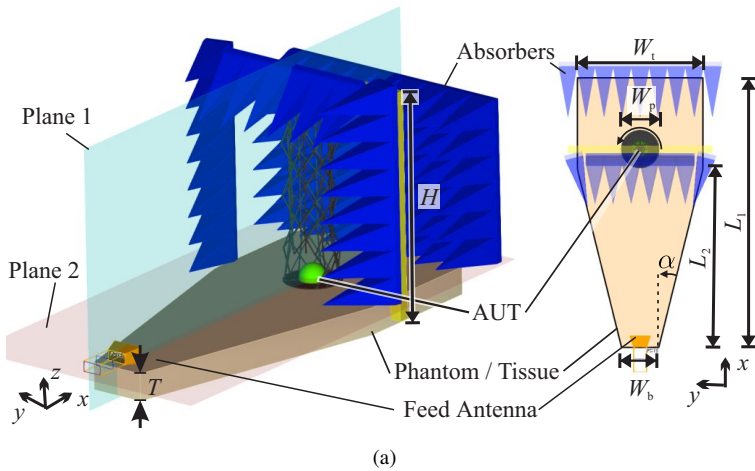 Absorbers
Plane 1
H
Plane 2
AUT
Phantom / Tissue
Feed Antenna
T
z
y
x
W_t
W_p
L_1
L_2
α
W_b
x
y
(a)